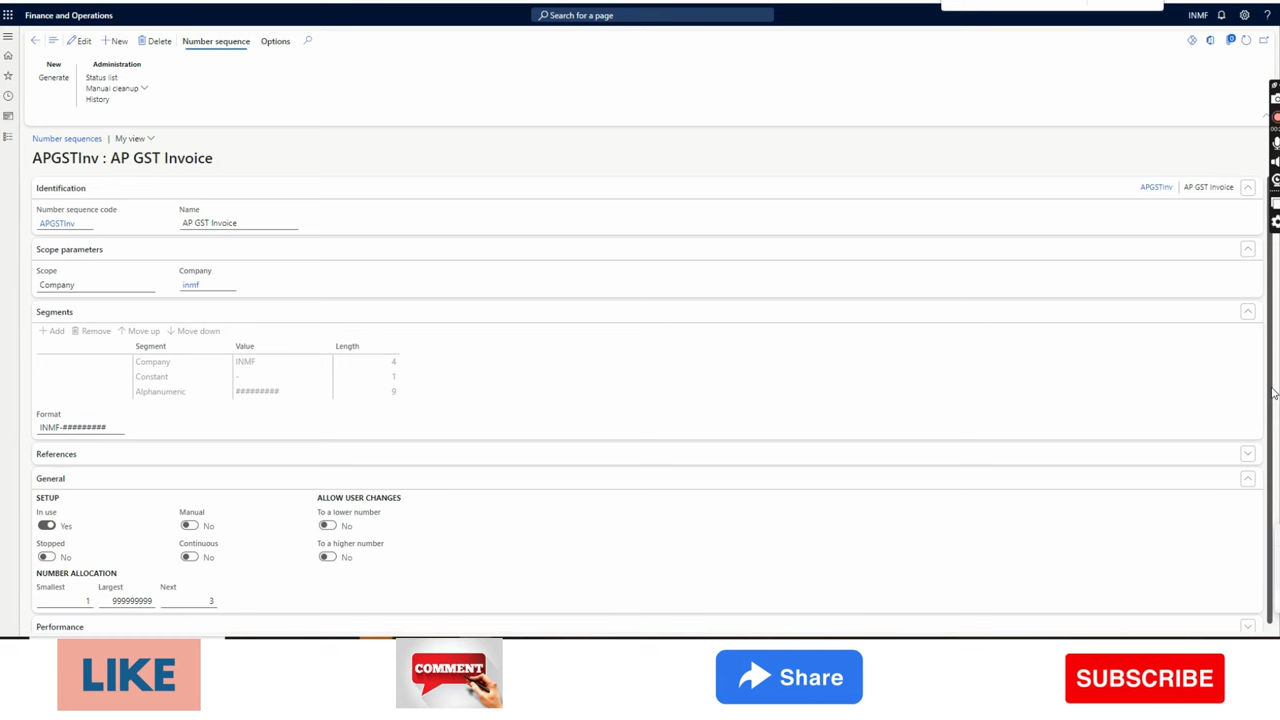 Finance and Operations
Search for a page
INMF
?
Edit
New
Delete
Number sequence
Options
New
Generate
Administration
Status list
Manual cleanup
History
Number sequences | My view
APGSTInv : AP GST Invoice
Identification
APGSTInv | AP GST Invoice
Number sequence code
APGSTInv
Name
AP GST Invoice
Scope parameters
Scope
Company
Company
inmf
Segments
Add
Remove
Move up
Move down
Segment Value Length
Company INMF 4
Constant - 1
Alphanumeric ######### 9
Format
INMF-#########
References
General
SETUP
In use
Yes
Manual
No
Stopped
No
Continuous
No
ALLOW USER CHANGES
To a lower number
No
To a higher number
No
NUMBER ALLOCATION
Smallest Largest Next
1 999999999 3
Performance
LIKE
COMMENT
Share
SUBSCRIBE